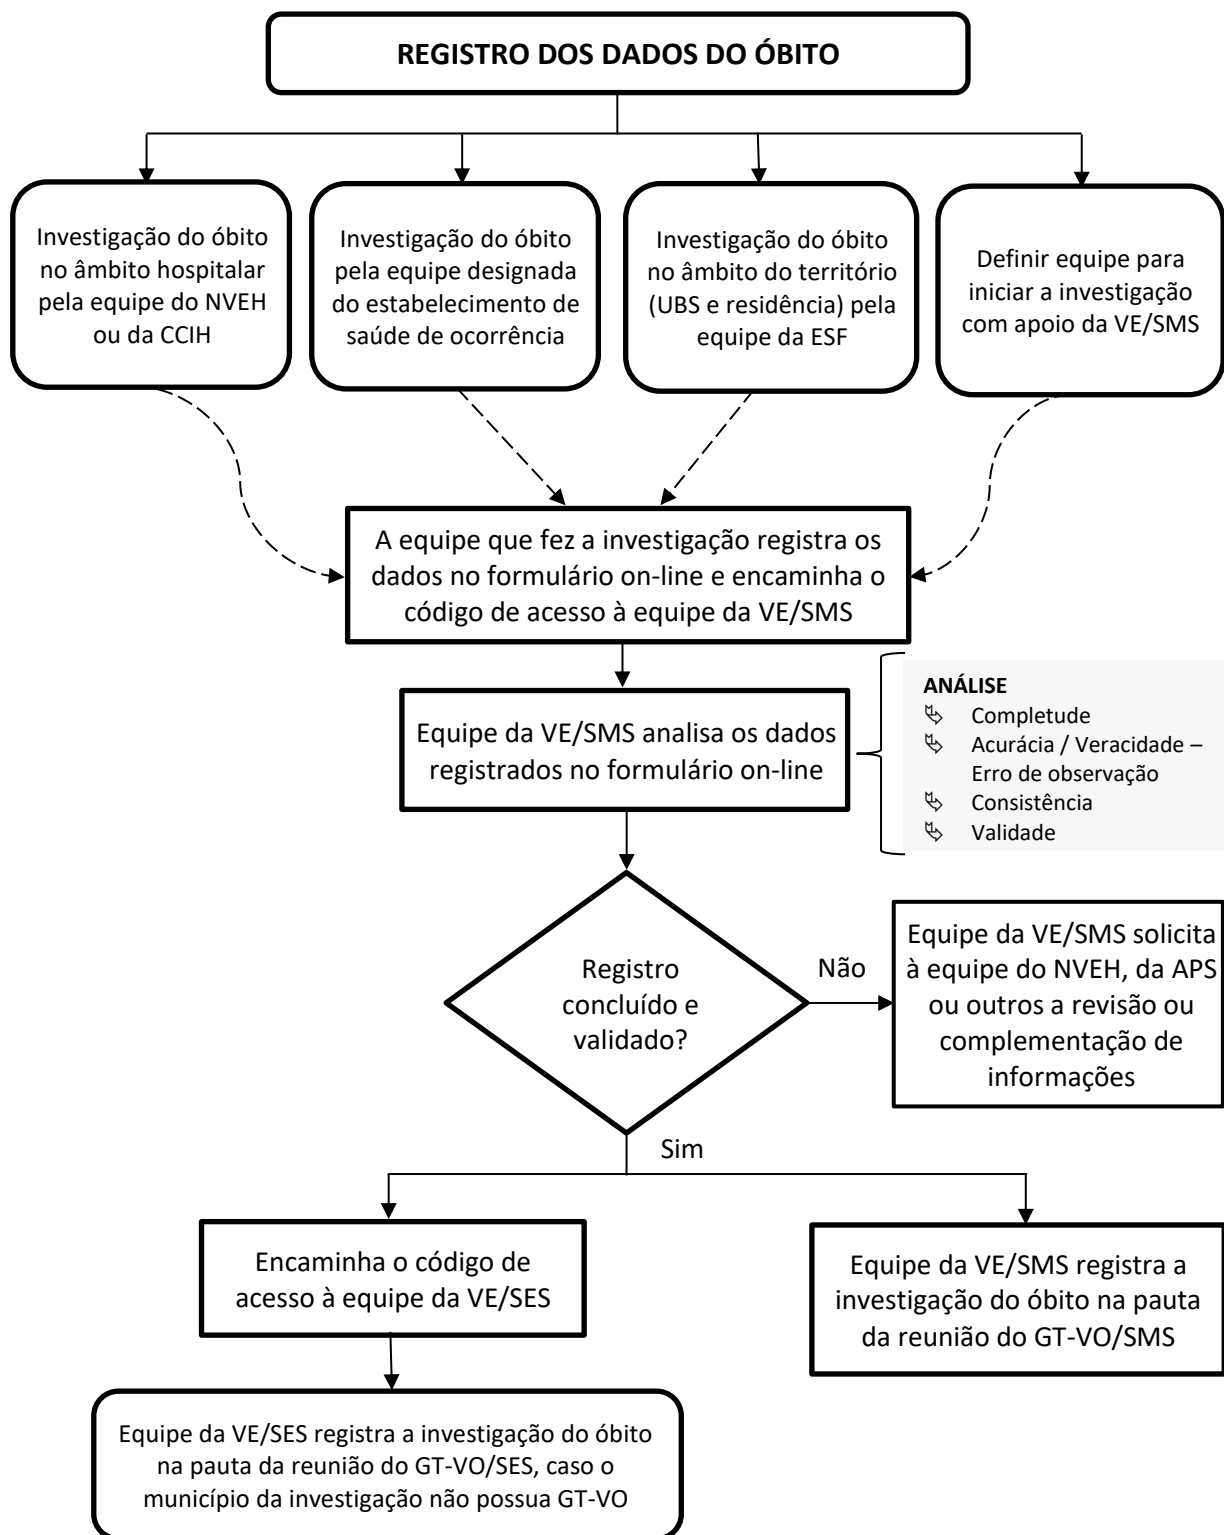 REGISTRO DOS DADOS DO ÓBITO
Investigação do óbito
no âmbito hospitalar
pela equipe do NVEH
ou da CCIH
Investigação do óbito
pela equipe designada
do estabelecimento de
saúde de ocorrência
Investigação do óbito
no âmbito do território
(UBS e residência) pela
equipe da ESF
Definir equipe para
iniciar a investigação
com apoio da VE/SMS
A equipe que fez a investigação registra os
dados no formulário on-line e encaminha o
código de acesso à equipe da VE/SMS
Equipe da VE/SMS analisa os dados
registrados no formulário on-line
ANÁLISE
Completude
Acurácia / Veracidade –
Erro de observação
Consistência
Validade
Registro
concluído e
validado?
Não
Equipe da VE/SMS solicita
à equipe do NVEH, da APS
ou outros a revisão ou
complementação de
informações
Sim
Encaminha o código de
acesso à equipe da VE/SES
Equipe da VE/SMS registra a
investigação do óbito na pauta
da reunião do GT-VO/SMS
Equipe da VE/SES registra a investigação do óbito
na pauta da reunião do GT-VO/SES, caso o
município da investigação não possua GT-VO